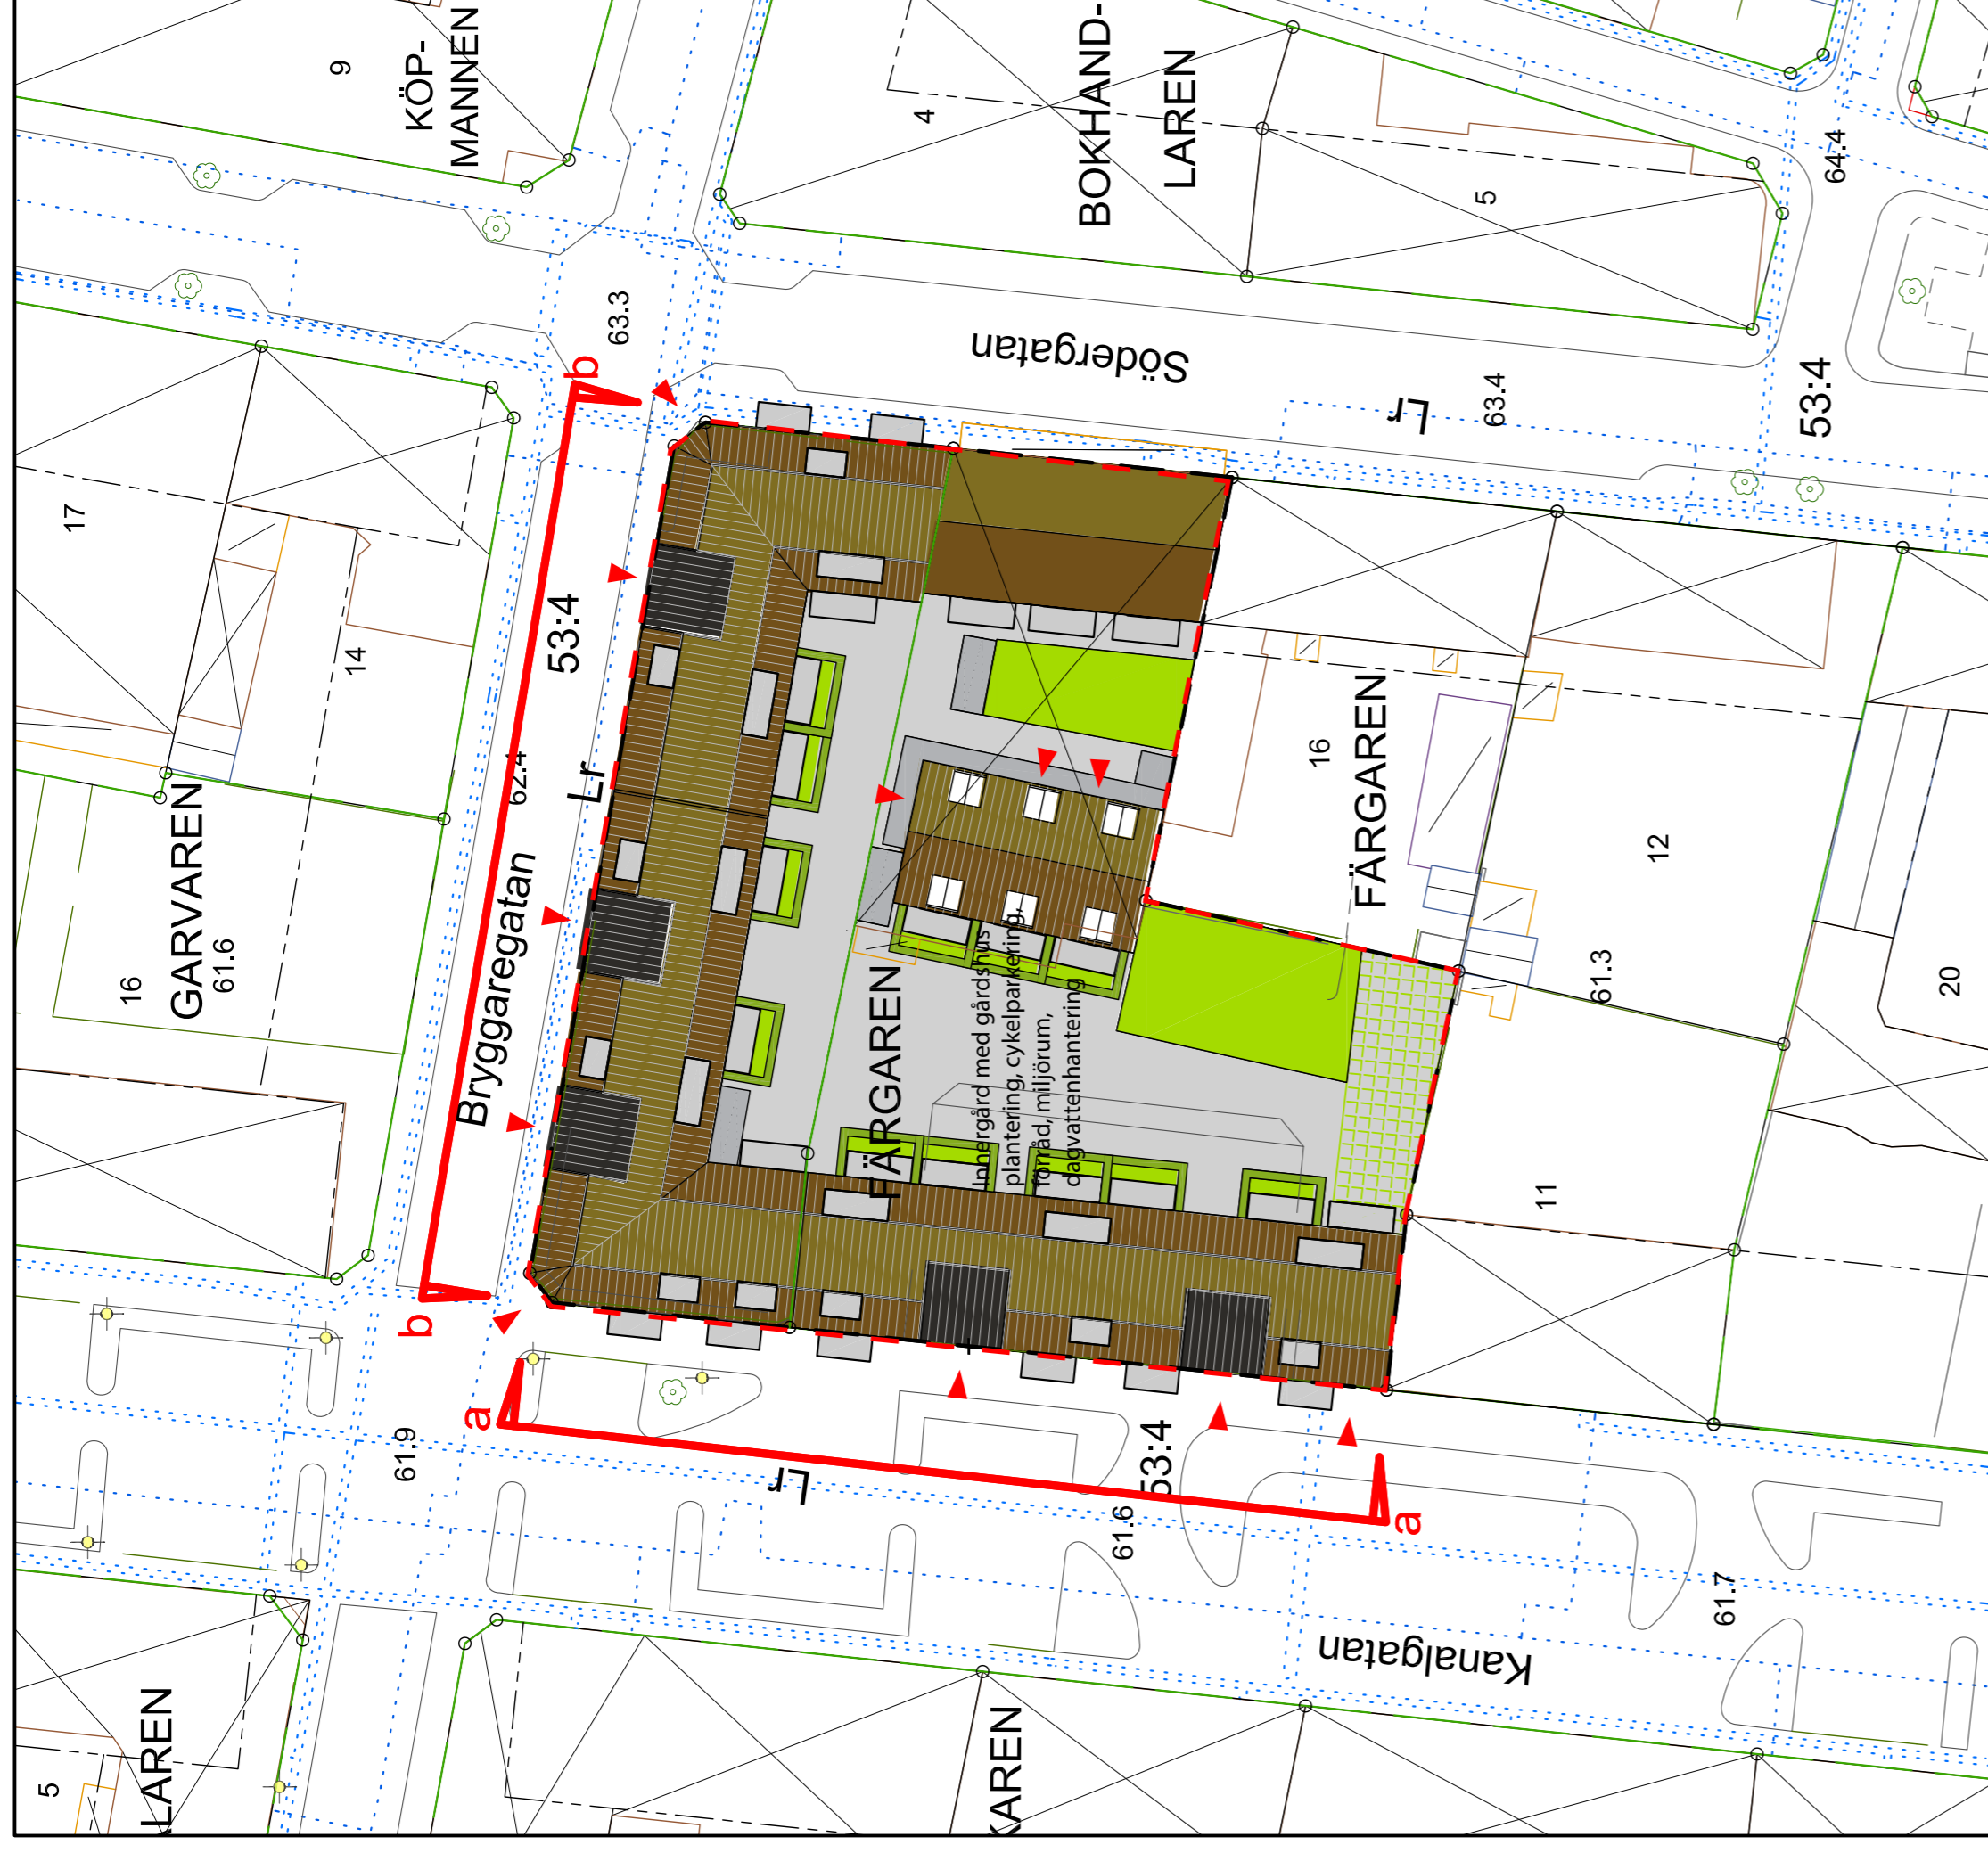 9
KÖP-
MANNEN
4
BOKHAND-
LAREN
5
64.4
63.3
Södergatan
Lr
63.4
53:4
17
14
53:4
62.4
Lr
GARVAREN
61.6
16
Bryggaregatan
b
b
16
FÄRGAREN
12
61.3
20
11
FÄRGAREN
Innergård med gårdshus,
plantering, cykelparkering,
förråd, miljörum,
dagvattenhantering
a
a
61.9
Lr
53:4
61.6
61.7
Kanalgatan
5
LAREN
KAREN